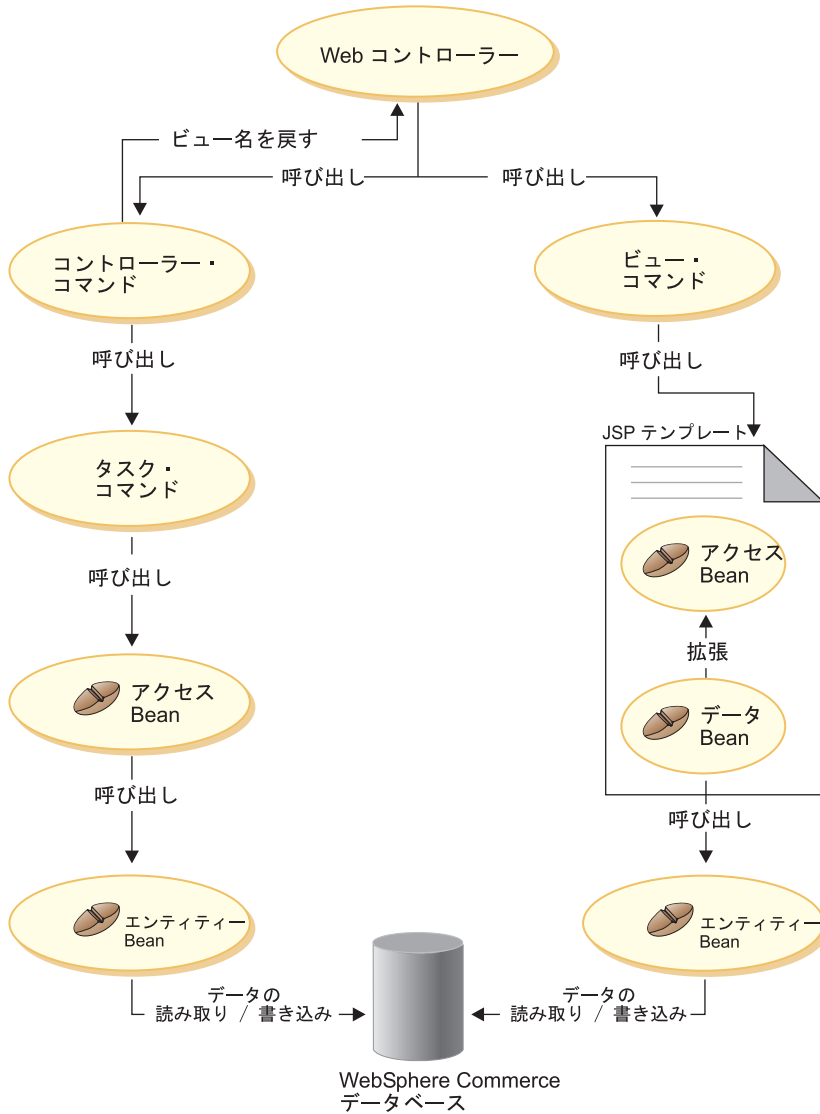 Web コントローラー
ビュー名を戻す
呼び出し
呼び出し
コントローラー・
コマンド
ビュー・
コマンド
呼び出し
呼び出し
JSP テンプレート
タスク・
コマンド
アクセス
Bean
呼び出し
拡張
アクセス
Bean
データ
Bean
呼び出し
呼び出し
エンティティー
Bean
エンティティー
Bean
データの
読み取り / 書き込み
データの
読み取り / 書き込み
WebSphere Commerce
データベース